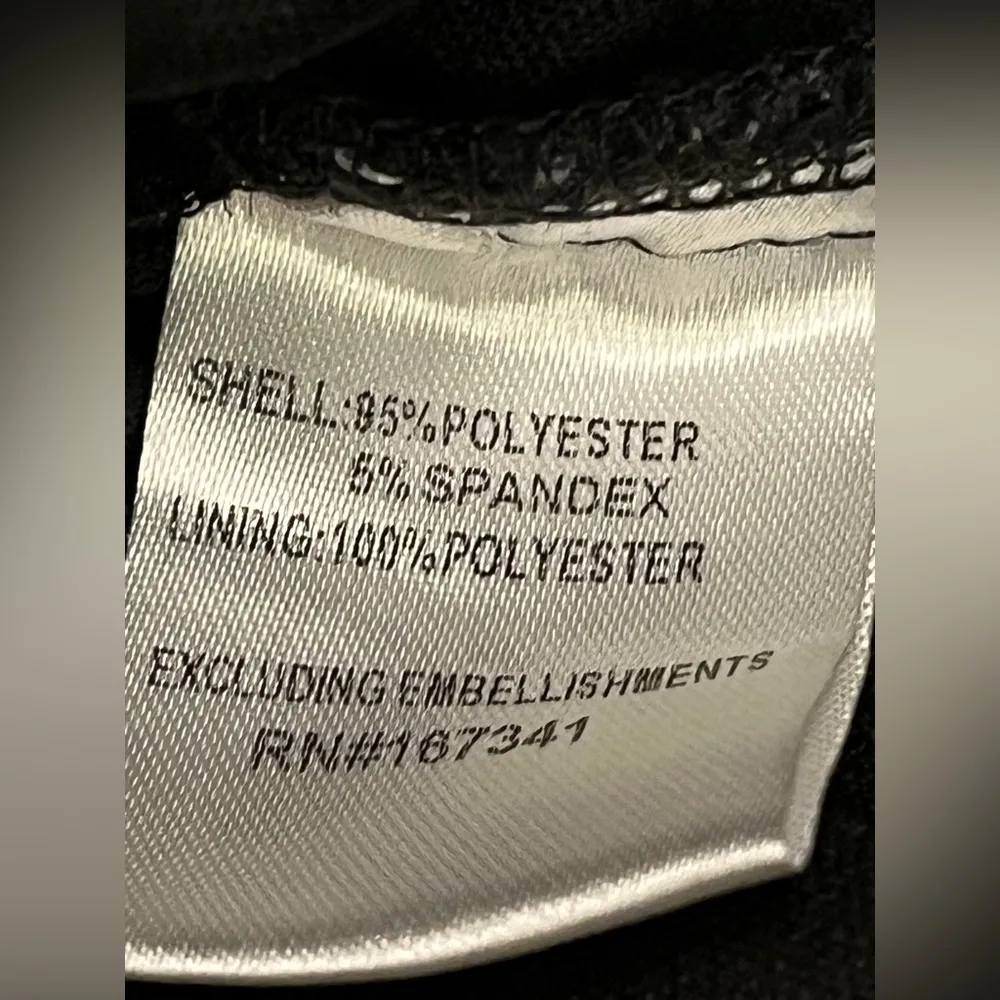 SHELL:95%POLYESTER
5% SPANDEX
LINING:100%POLYESTER
EXCLUDING EMBELLISHMENTS
RN#167341